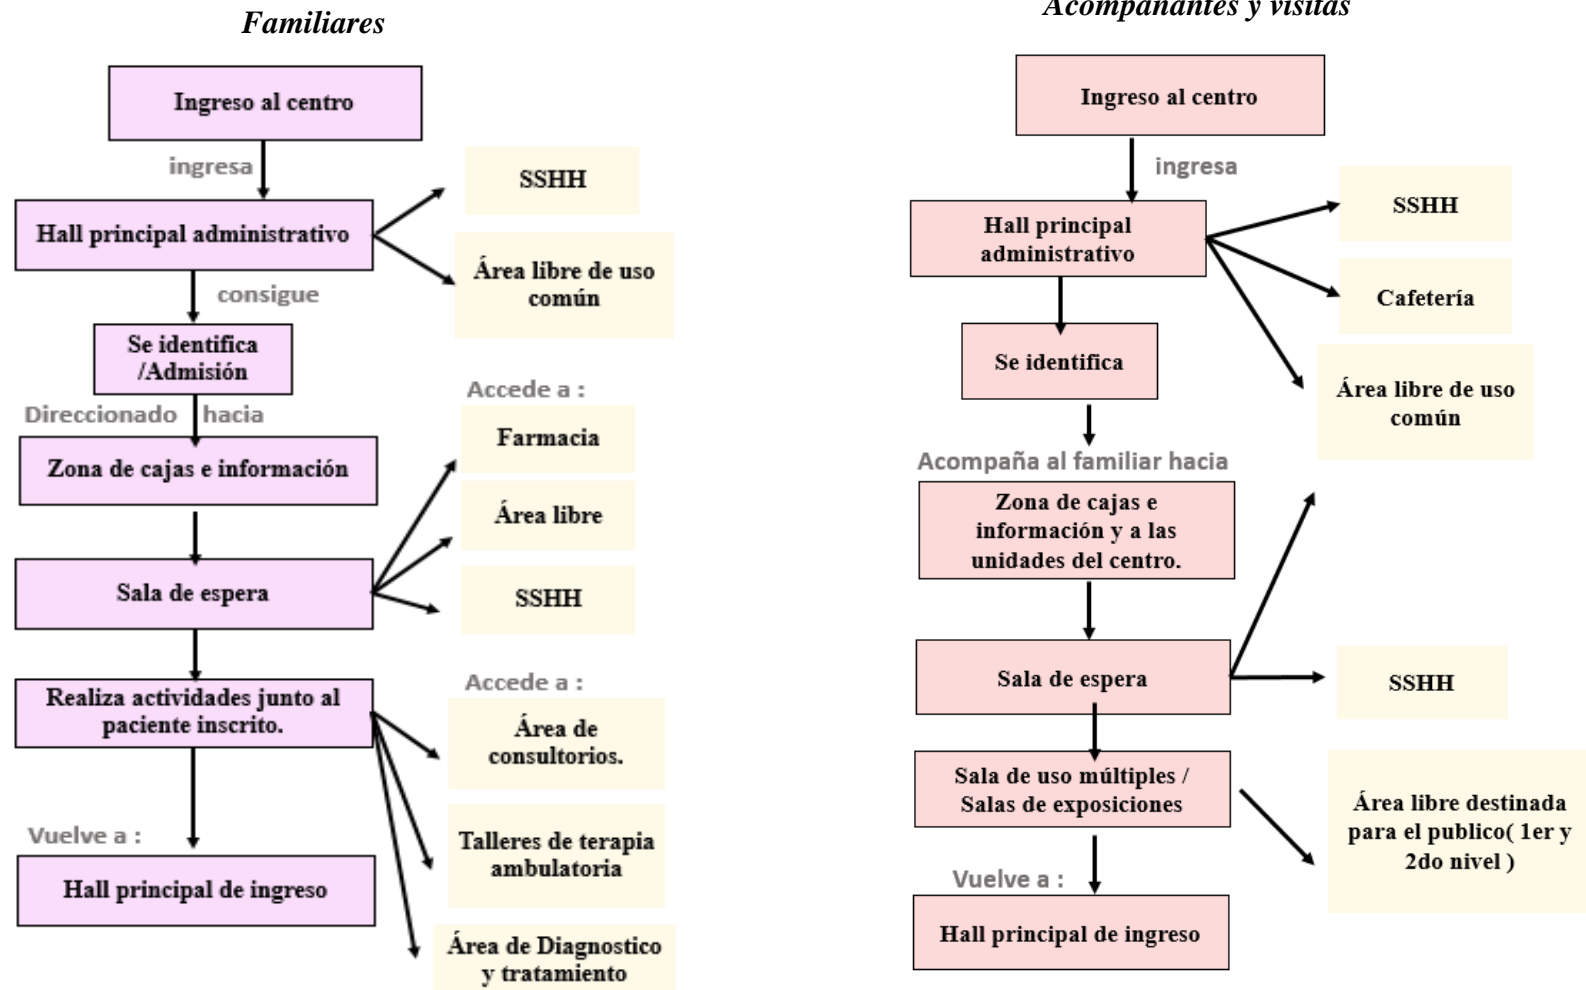 Familiares
Ingreso al centro
ingresa
SSHH
Hall principal administrativo
Área libre de uso
común
consigue
Se identifica
/Admisión
Accede a :
Direccionado hacia
Farmacia
Zona de cajas e información
Área libre
Sala de espera
SSHH
Accede a :
Realiza actividades junto al
paciente inscrito.
Área de
consultorios.
Vuelve a :
Talleres de terapia
ambulatoria
Hall principal de ingreso
Área de Diagnostico
y tratamiento
Acompañantes y visitas
Ingreso al centro
ingresa
SSHH
Hall principal
administrativo
Cafetería
Se identifica
Área libre de uso
común
Acompaña al familiar hacia
Zona de cajas e
información y a las
unidades del centro.
Sala de espera
SSHH
Sala de uso múltiples /
Salas de exposiciones
Área libre destinada
para el publico( 1er y
2do nivel )
Vuelve a :
Hall principal de ingreso